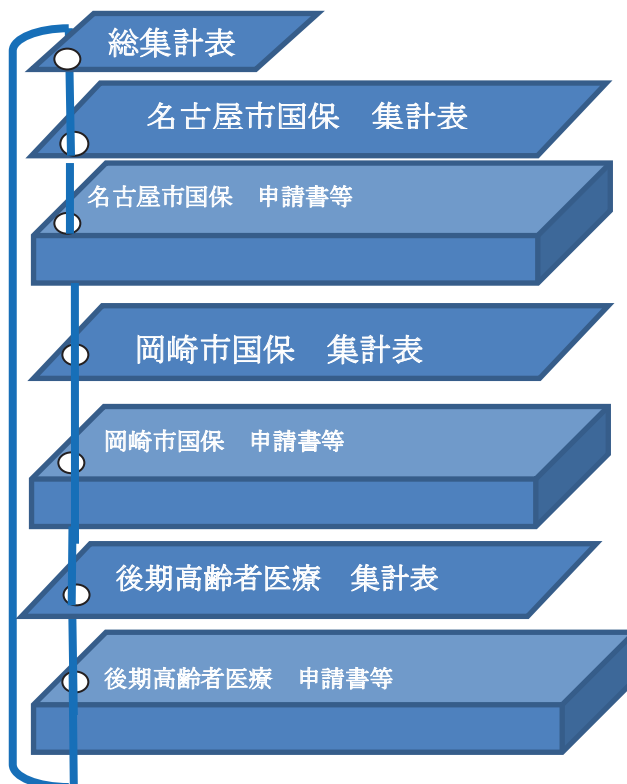 総集計表
名古屋市国保　集計表
名古屋市国保　申請書等
岡崎市国保　集計表
岡崎市国保　申請書等
後期高齢者医療　集計表
後期高齢者医療　申請書等